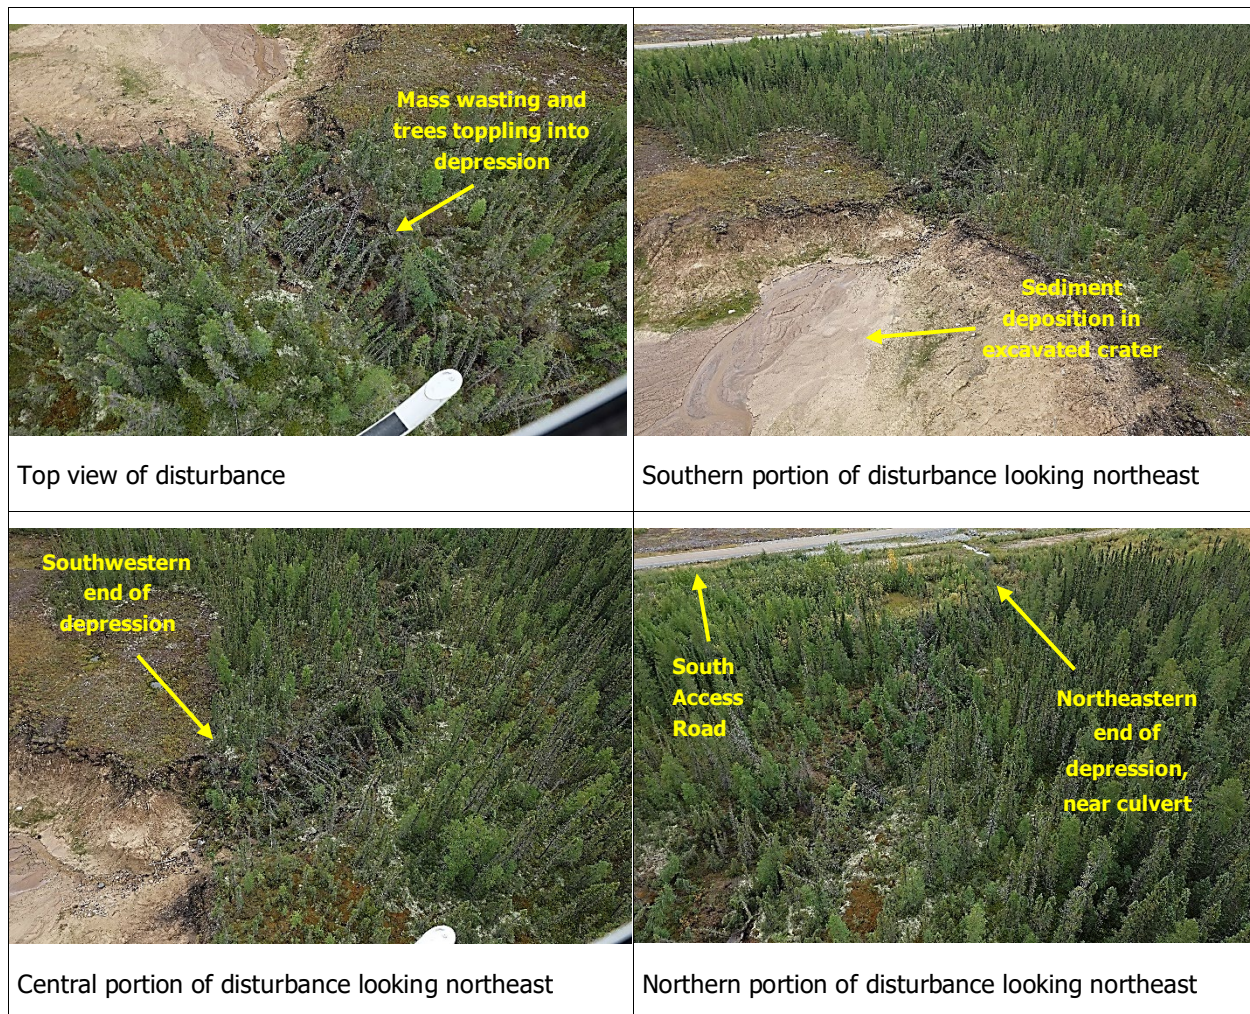 Mass wasting and
trees toppling into
depression
Top view of disturbance
Sediment
deposition in
excavated crater
Southern portion of disturbance looking northeast
Southwestern
end of
depression
Central portion of disturbance looking northeast
South
Access
Road
Northeastern
end of
depression,
near culvert
Northern portion of disturbance looking northeast